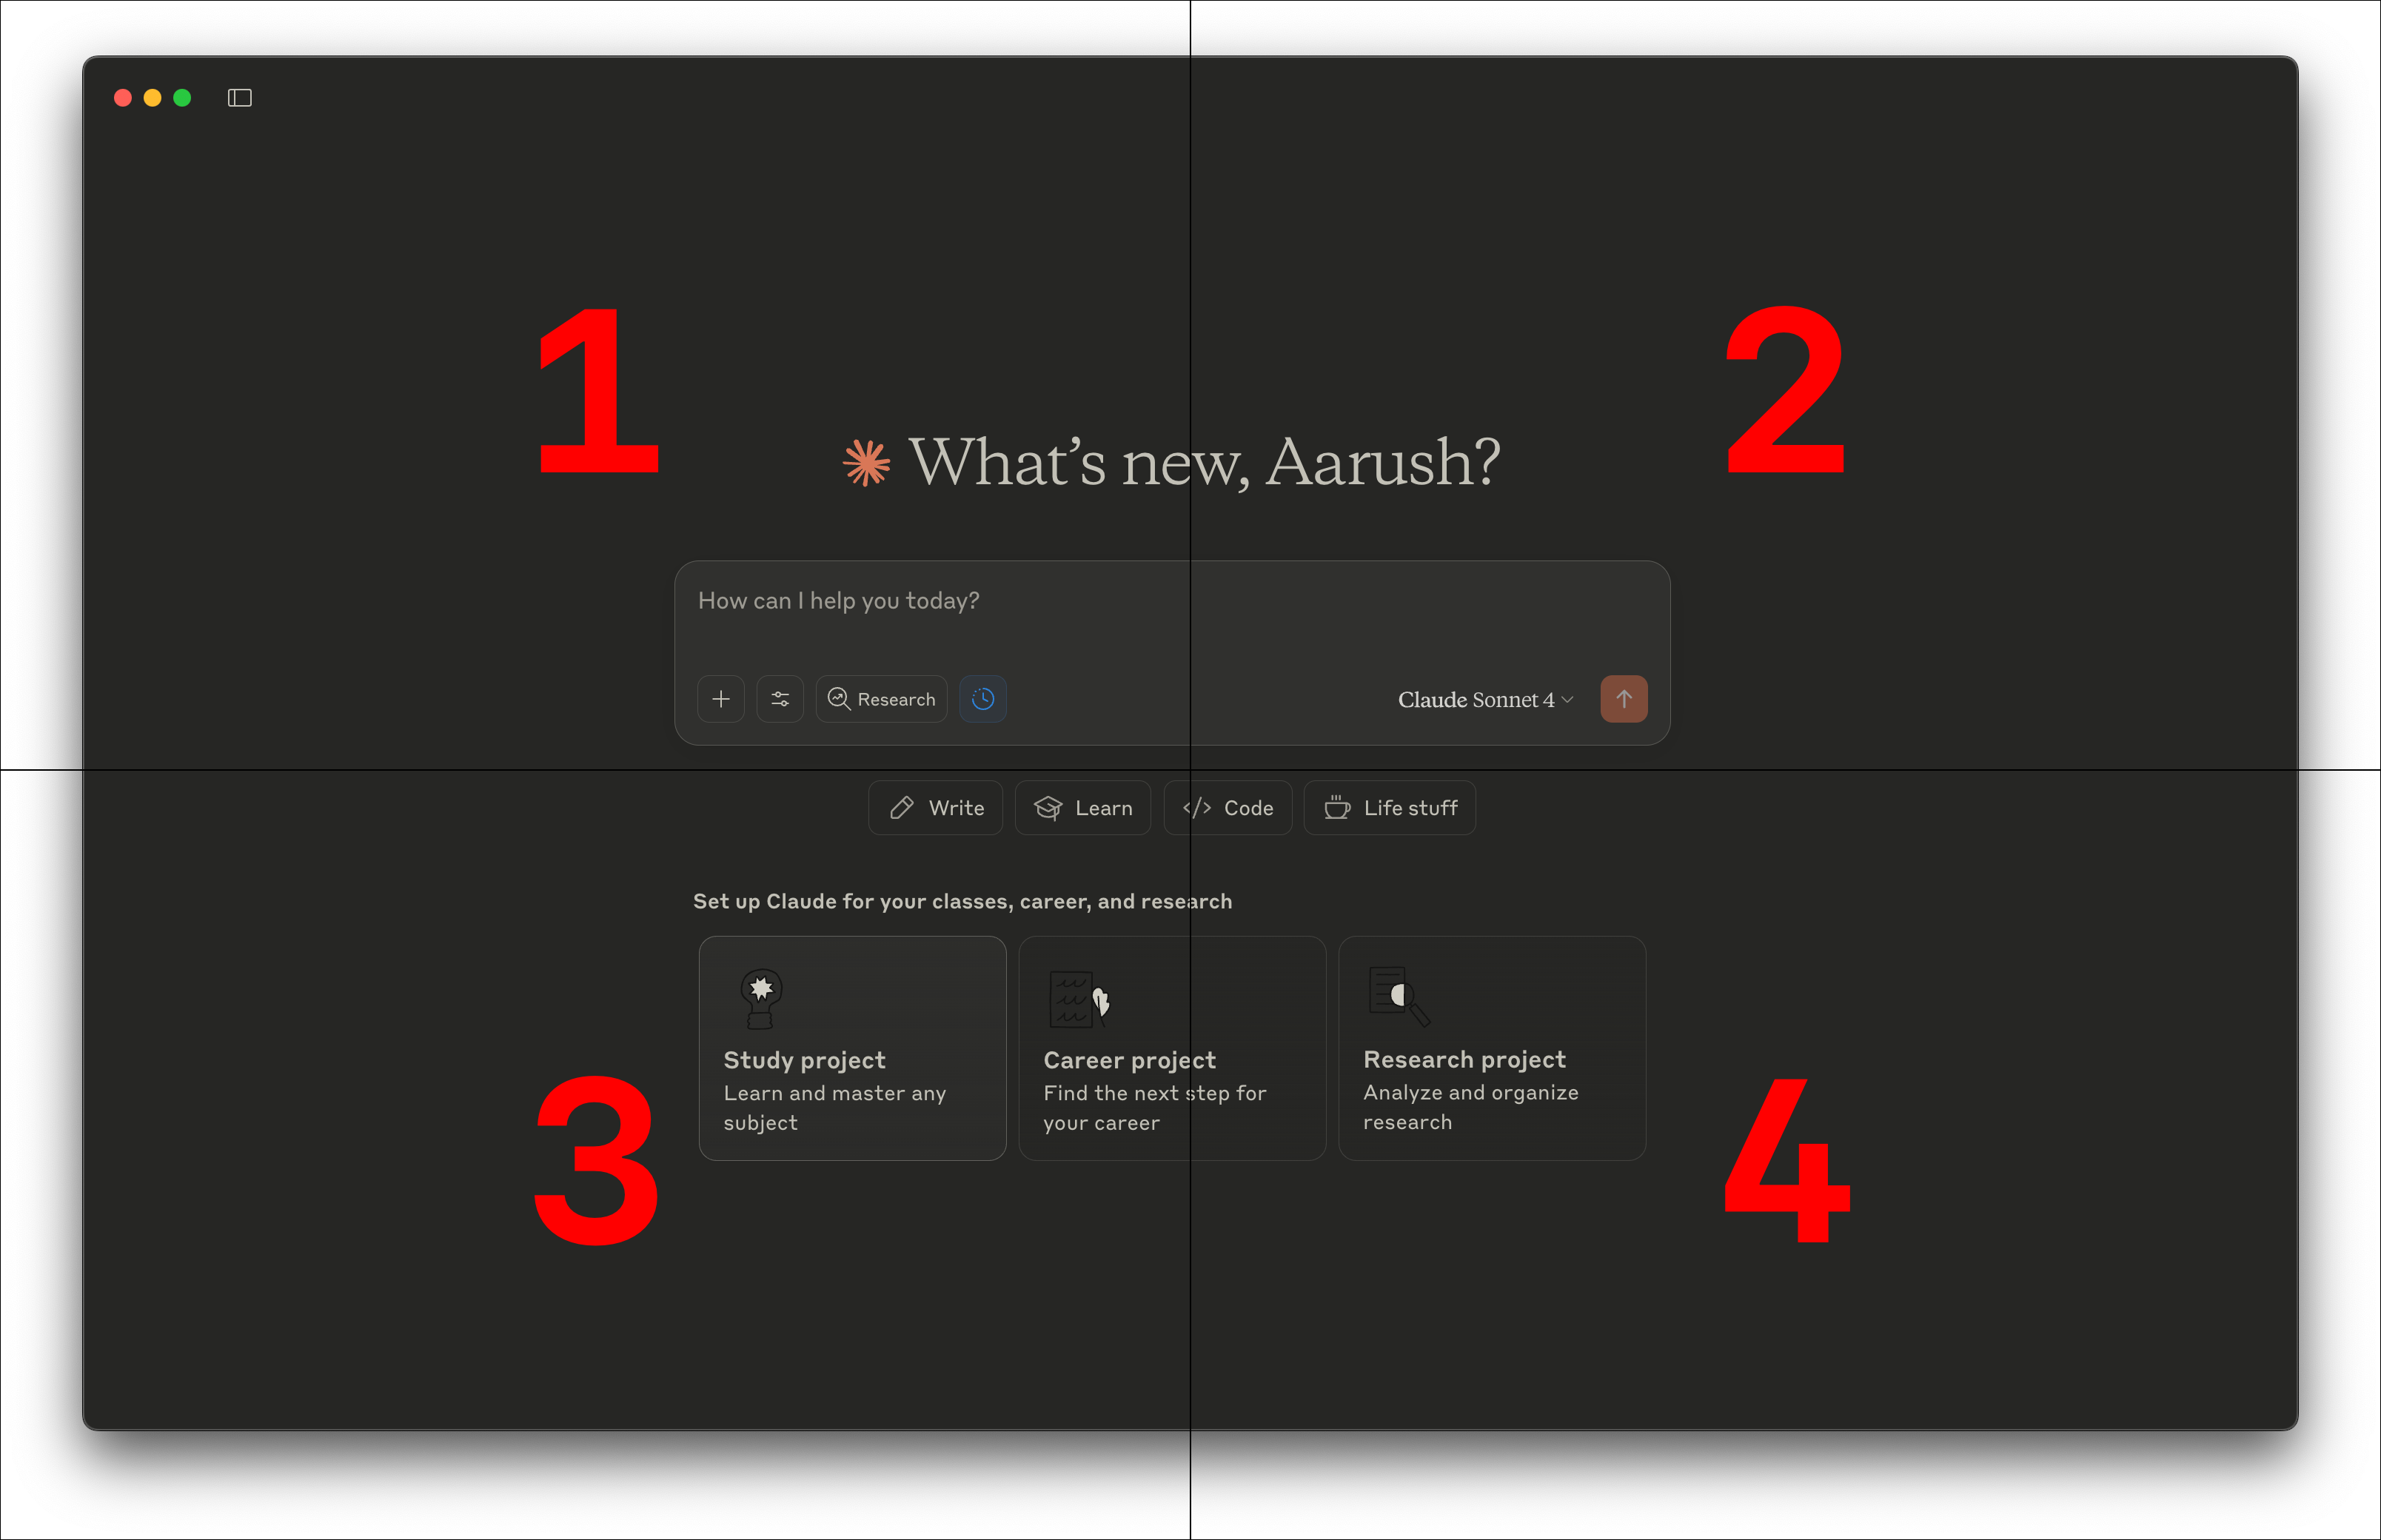 1
2
What's new, Aarush?
How can I help you today?
Research
Claude Sonnet 4
Write
Learn
</> Code
Life stuff
Set up Claude for your classes, career, and research
Study project
Learn and master any
subject
Career project
Find the next step for
your career
Research project
Analyze and organize
research
3
4